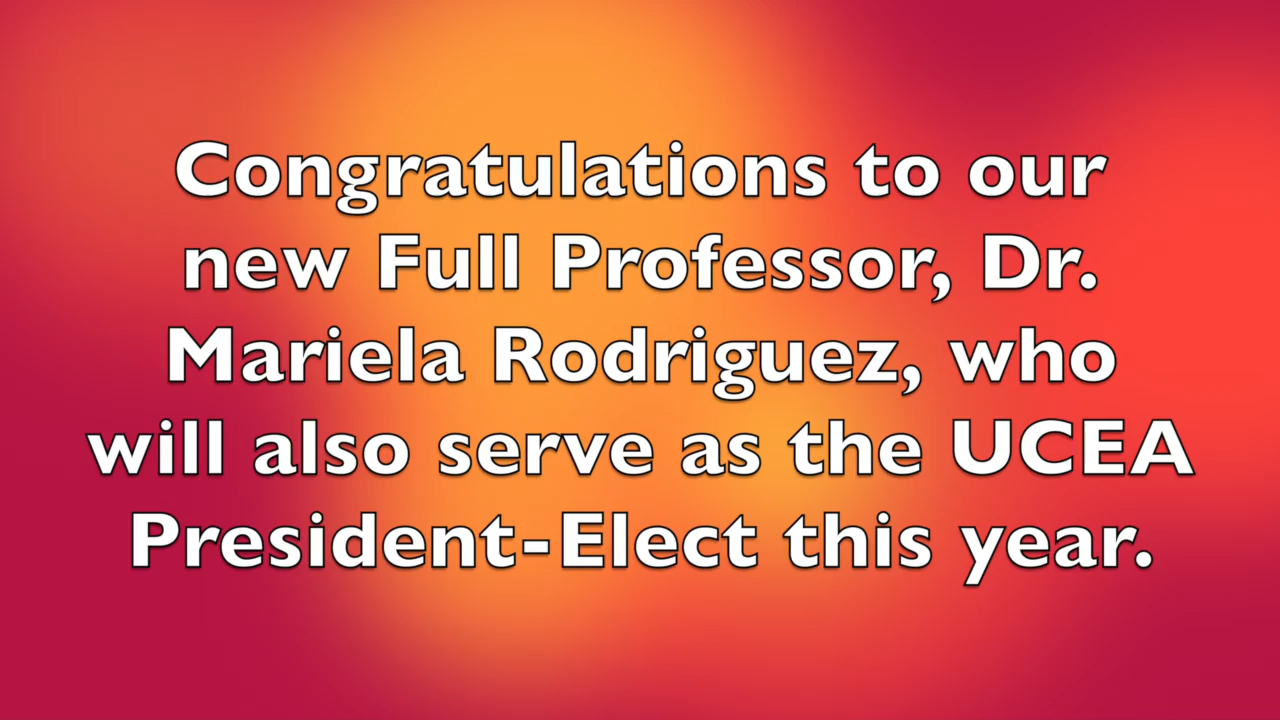 Congratulations to our
new Full Professor, Dr.
Mariela Rodriguez, who
will also serve as the UCEA
President-Elect this year.